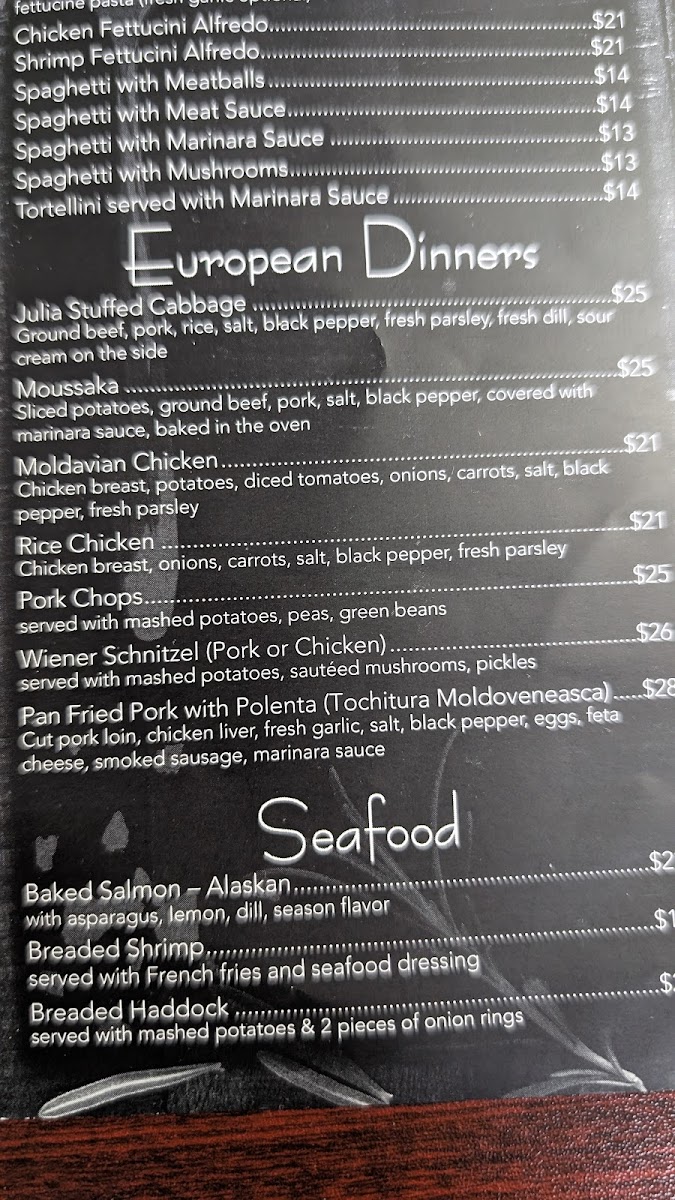 fettucine pasta
Chicken Fettucini Alfredo....................$21
Shrimp Fettucini Alfredo....................$21
Spaghetti with Meatballs....................$14
Spaghetti with Meat Sauce....................$14
Spaghetti with Marinara Sauce....................$13
Spaghetti with Mushrooms....................$13
Tortellini served with Marinara Sauce....................$14
European Dinners
Julia Stuffed Cabbage....................$25
Ground beef, pork, rice, salt, black pepper, fresh parsley, fresh dill, sour
cream on the side
Moussaka....................$25
Sliced potatoes, ground beef, pork, salt, black pepper, covered with
marinara sauce, baked in the oven
Moldavian Chicken....................$21
Chicken breast, potatoes, diced tomatoes, onions, carrots, salt, black
pepper, fresh parsley
Rice Chicken....................$21
Chicken breast, onions, carrots, salt, black pepper, fresh parsley
Pork Chops....................$25
served with mashed potatoes, peas, green beans
Wiener Schnitzel (Pork or Chicken)....................$26
served with mashed potatoes, sautéed mushrooms, pickles
Pan Fried Pork with Polenta (Tochitura Moldoveneasca).....$28
Cut pork loin, chicken liver, fresh garlic, salt, black pepper, eggs, feta
cheese, smoked sausage, marinara sauce
Seafood
Baked Salmon – Alaskan....................$2
with asparagus, lemon, dill, season flavor
Breaded Shrimp....................$1
served with French fries and seafood dressing
Breaded Haddock....................$
served with mashed potatoes & 2 pieces of onion rings